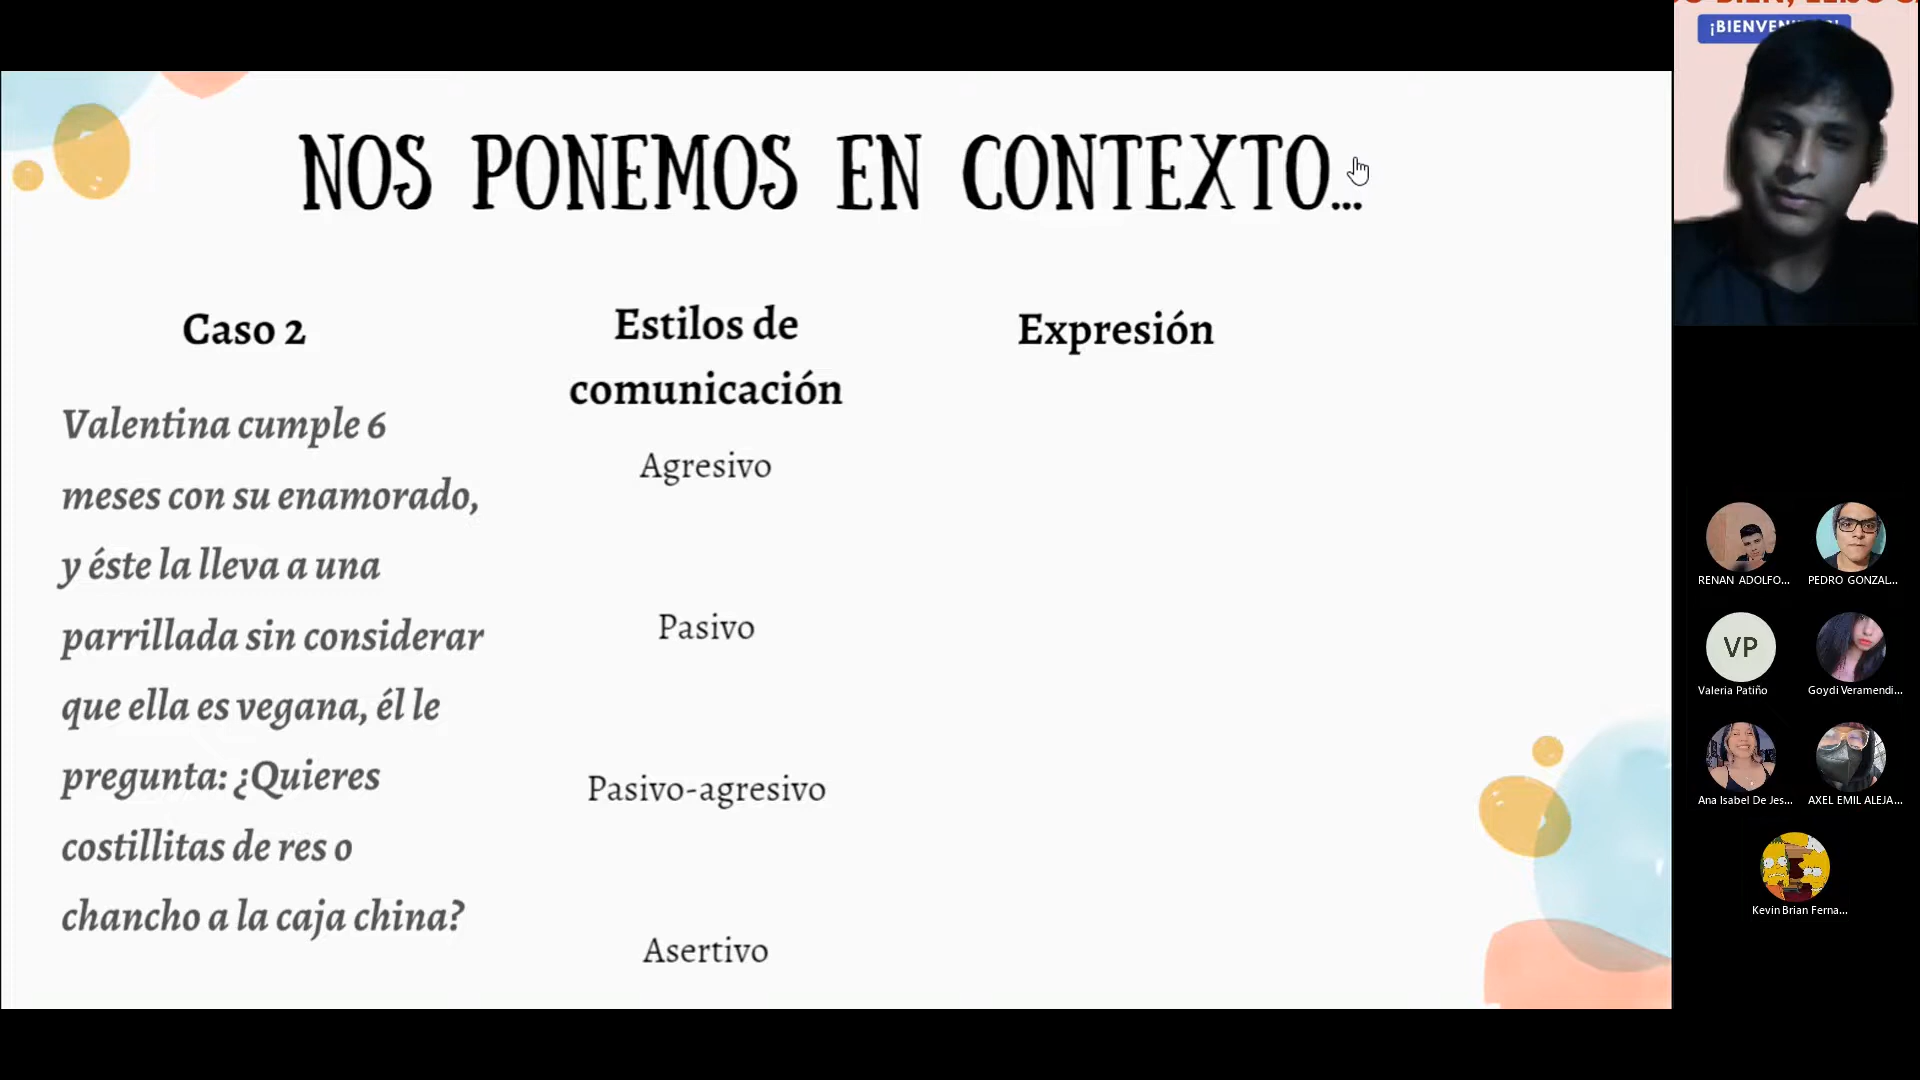 ¡BIENVEN
NOS PONEMOS EN CONTEXTO...
Caso 2
Valentina cumple 6
meses con su enamorado,
y éste la lleva a una
parrillada sin considerar
que ella es vegana, él le
pregunta: ¿Quieres
costillitas de res o
chancho a la caja china?
Estilos de
comunicación
Agresivo
Pasivo
Pasivo-agresivo
Asertivo
Expresión
RENAN ADOLFO...
PEDRO GONZAL...
VP
Valeria Patiño
Goydi Veramendi...
Ana Isabel De Jes...
AXEL EMIL ALEJA...
Kevin Brian Ferna...